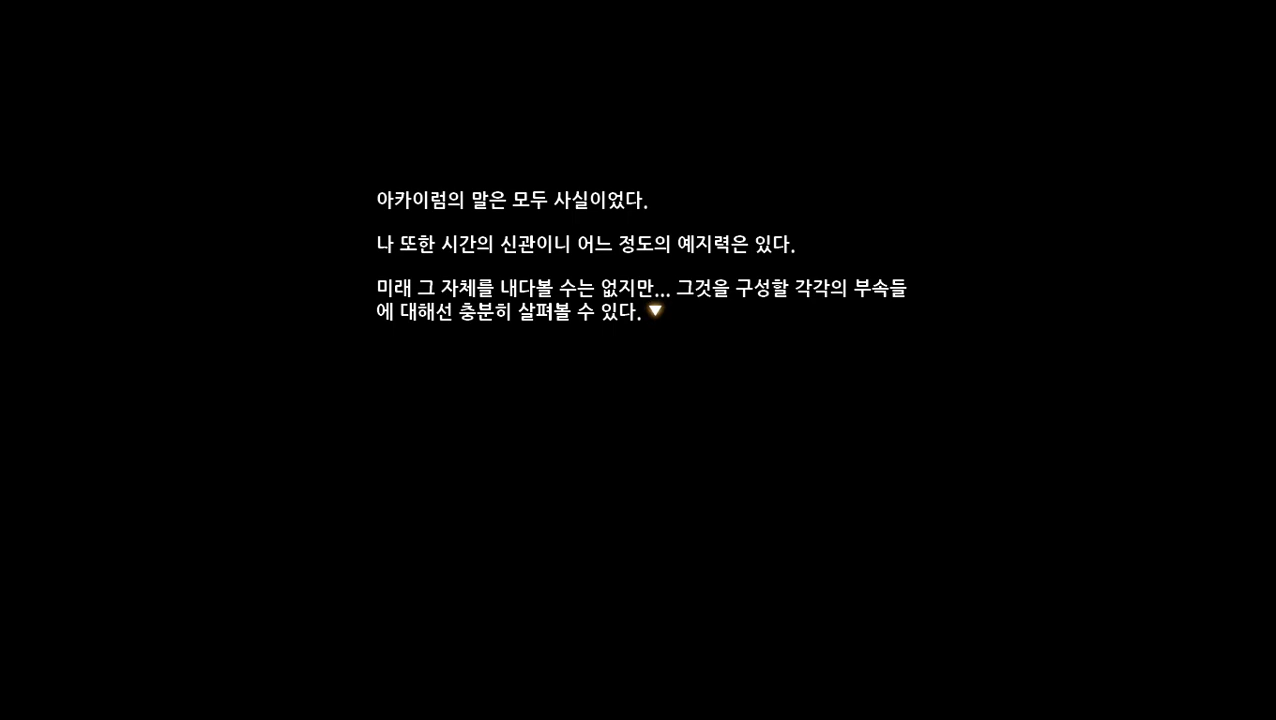 아카이럼의 말은 모두 사실이었다.
나 또한 시간의 신관이니 어느 정도의 예지력은 있다.
미래 그 자체를 내다볼 수는 없지만... 그것을 구성할 각각의 부속들
에 대해선 충분히 살펴볼 수 있다.